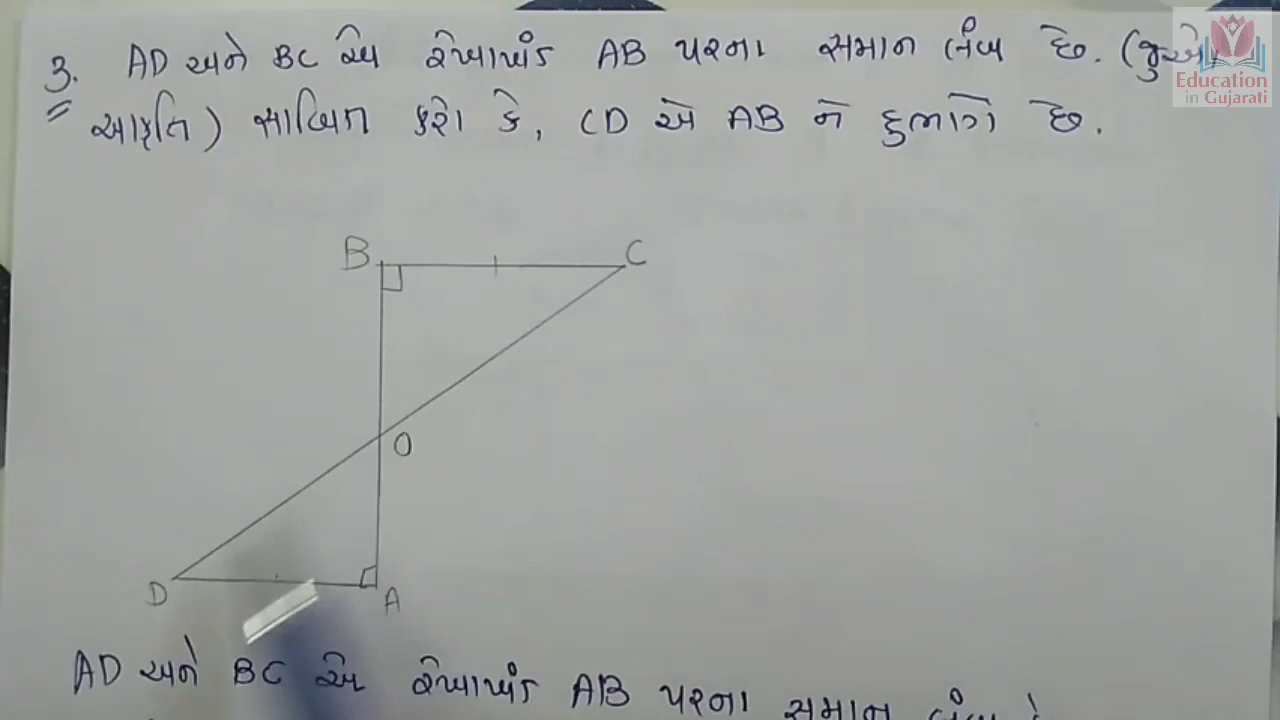 3. AD અને BC એ રેખાખંડ AB પરના સમાન લંબ છે. (જુઓ
આકૃતિ) સાબિત કરો કે, CD એ AB ને દુભાગે છે.
Education
in Gujarati
B
C
O
D
A
AD અને BC એ રેખાખંડ AB પરના સમાન લંબ છે